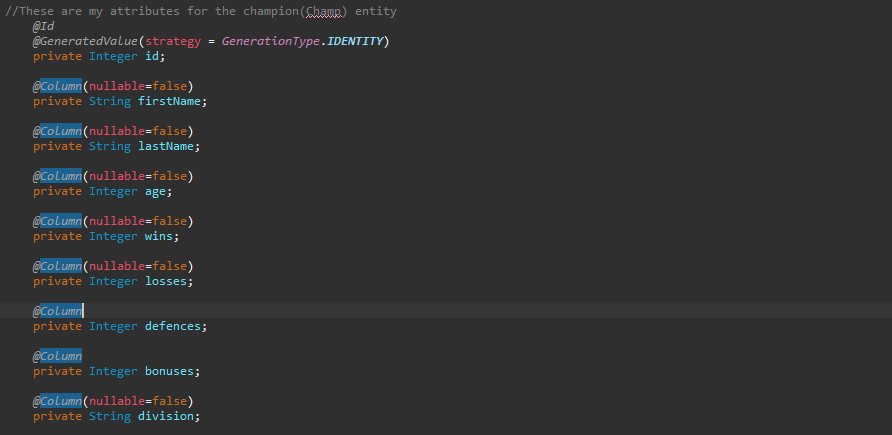 //These are my attributes for the champion(Champ) entity
@Id
@GeneratedValue(strategy = GenerationType.IDENTITY)
private Integer id;
@Column(nullable=false)
private String firstName;
@Column(nullable=false)
private String lastName;
@Column(nullable=false)
private Integer age;
@Column(nullable=false)
private Integer wins;
@Column(nullable=false)
private Integer losses;
@Column
private Integer defences;
@Column
private Integer bonuses;
@Column(nullable=false)
private String division;